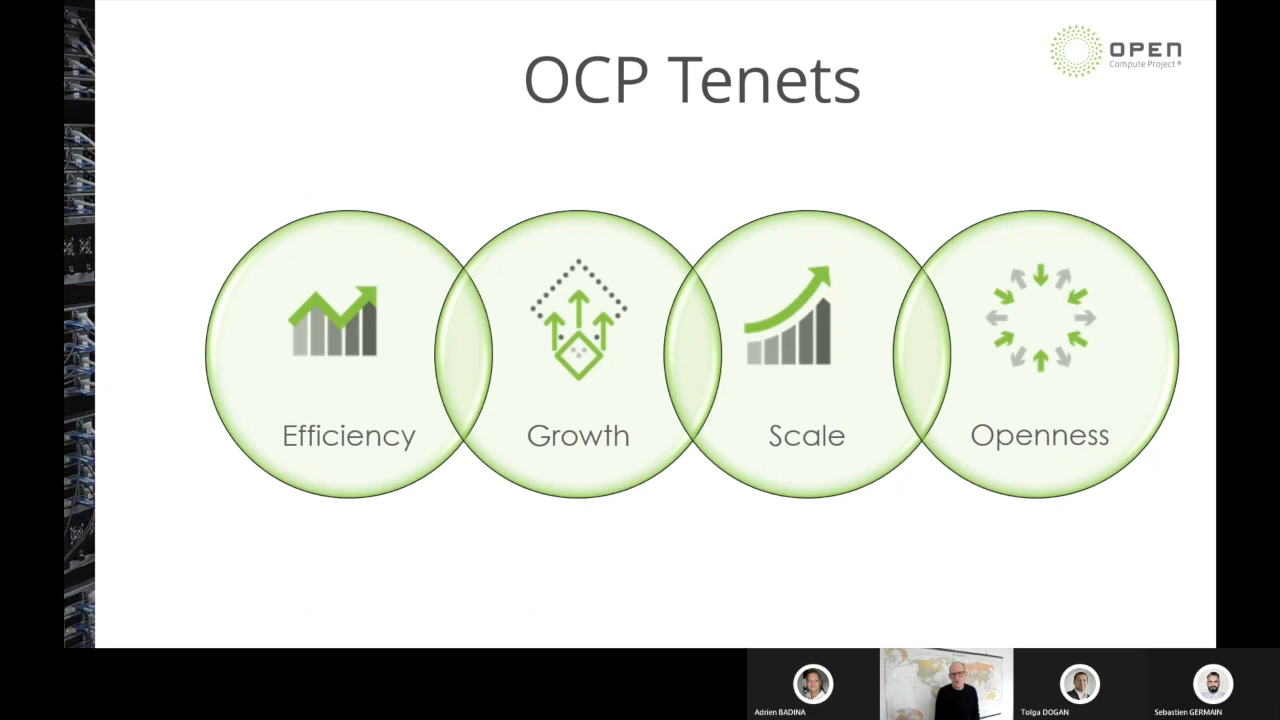 OCP Tenets
OPEN
Compute Project®
Efficiency
Growth
Scale
Openness
Adrien BADINA
Tolga DOGAN
Sebastien GERMAIN